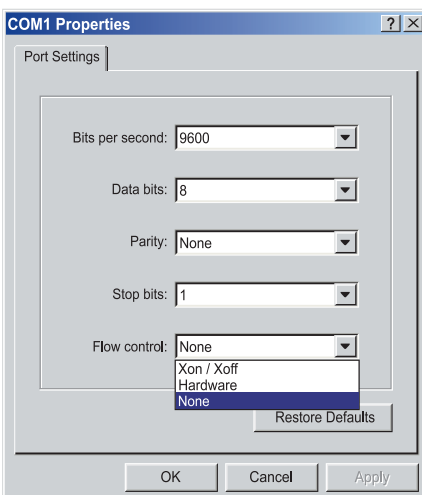 COM1 Properties
Port Settings
Bits per second: 9600
Data bits: 8
Parity: None
Stop bits: 1
Flow control: None
Xon / Xoff
Hardware
None
Restore Defaults
OK Cancel Apply